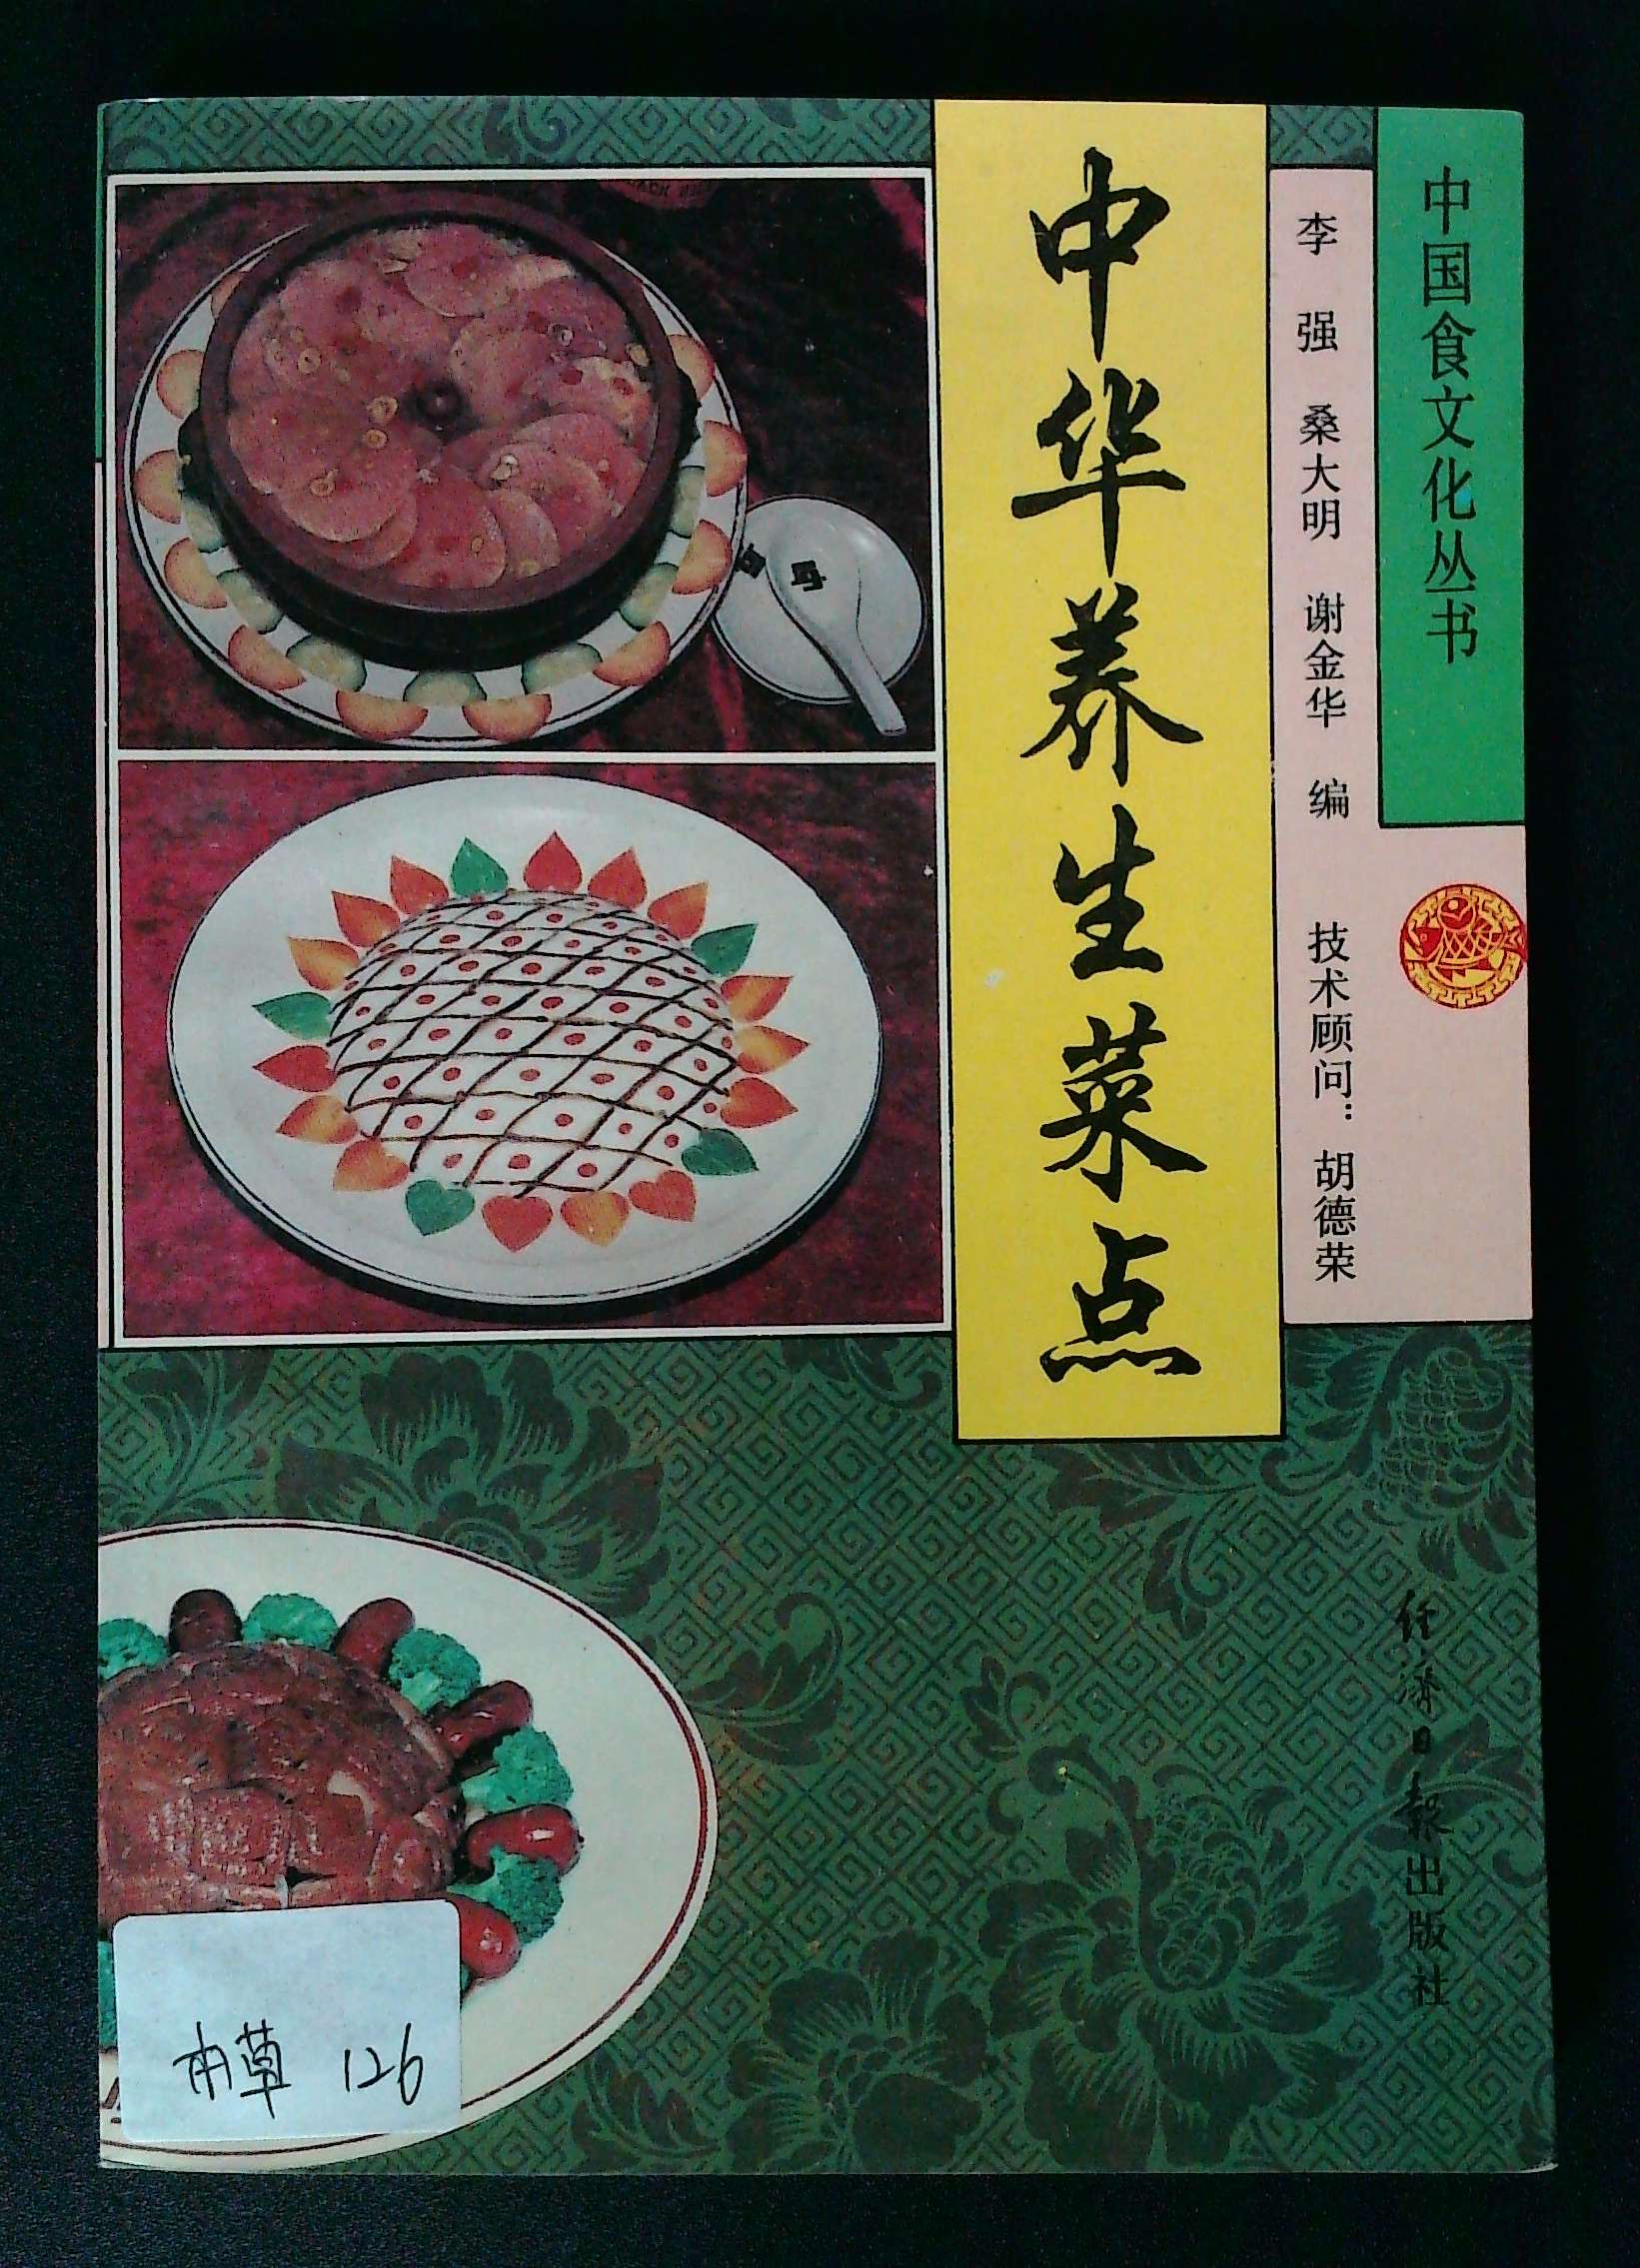 中国食文化丛书
李 强 桑大明 谢金华 编 技术顾问：胡德荣
中华养生菜点
经济日报出版社
本草 126